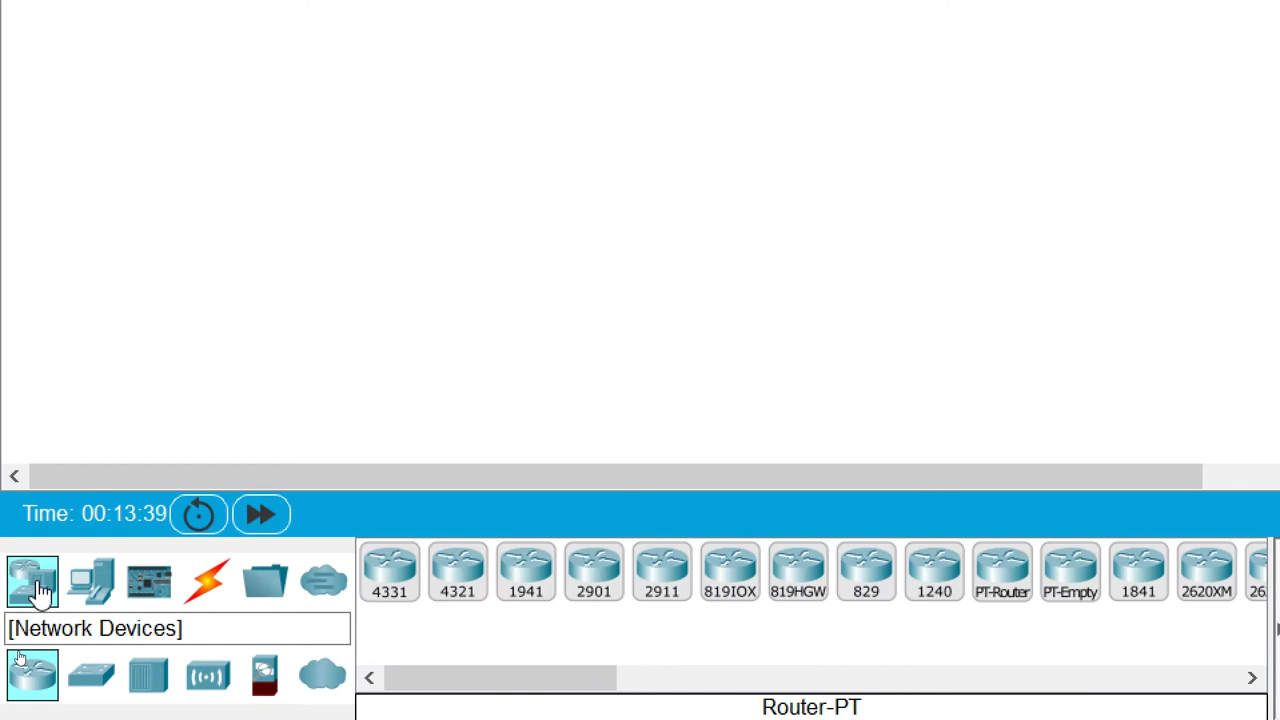 Time: 00:13:39
4331 4321 1941 2901 2911 819IOX 819HGW 829 1240 PT-Router PT-Empty 1841 2620XM
[Network Devices]
Router-PT